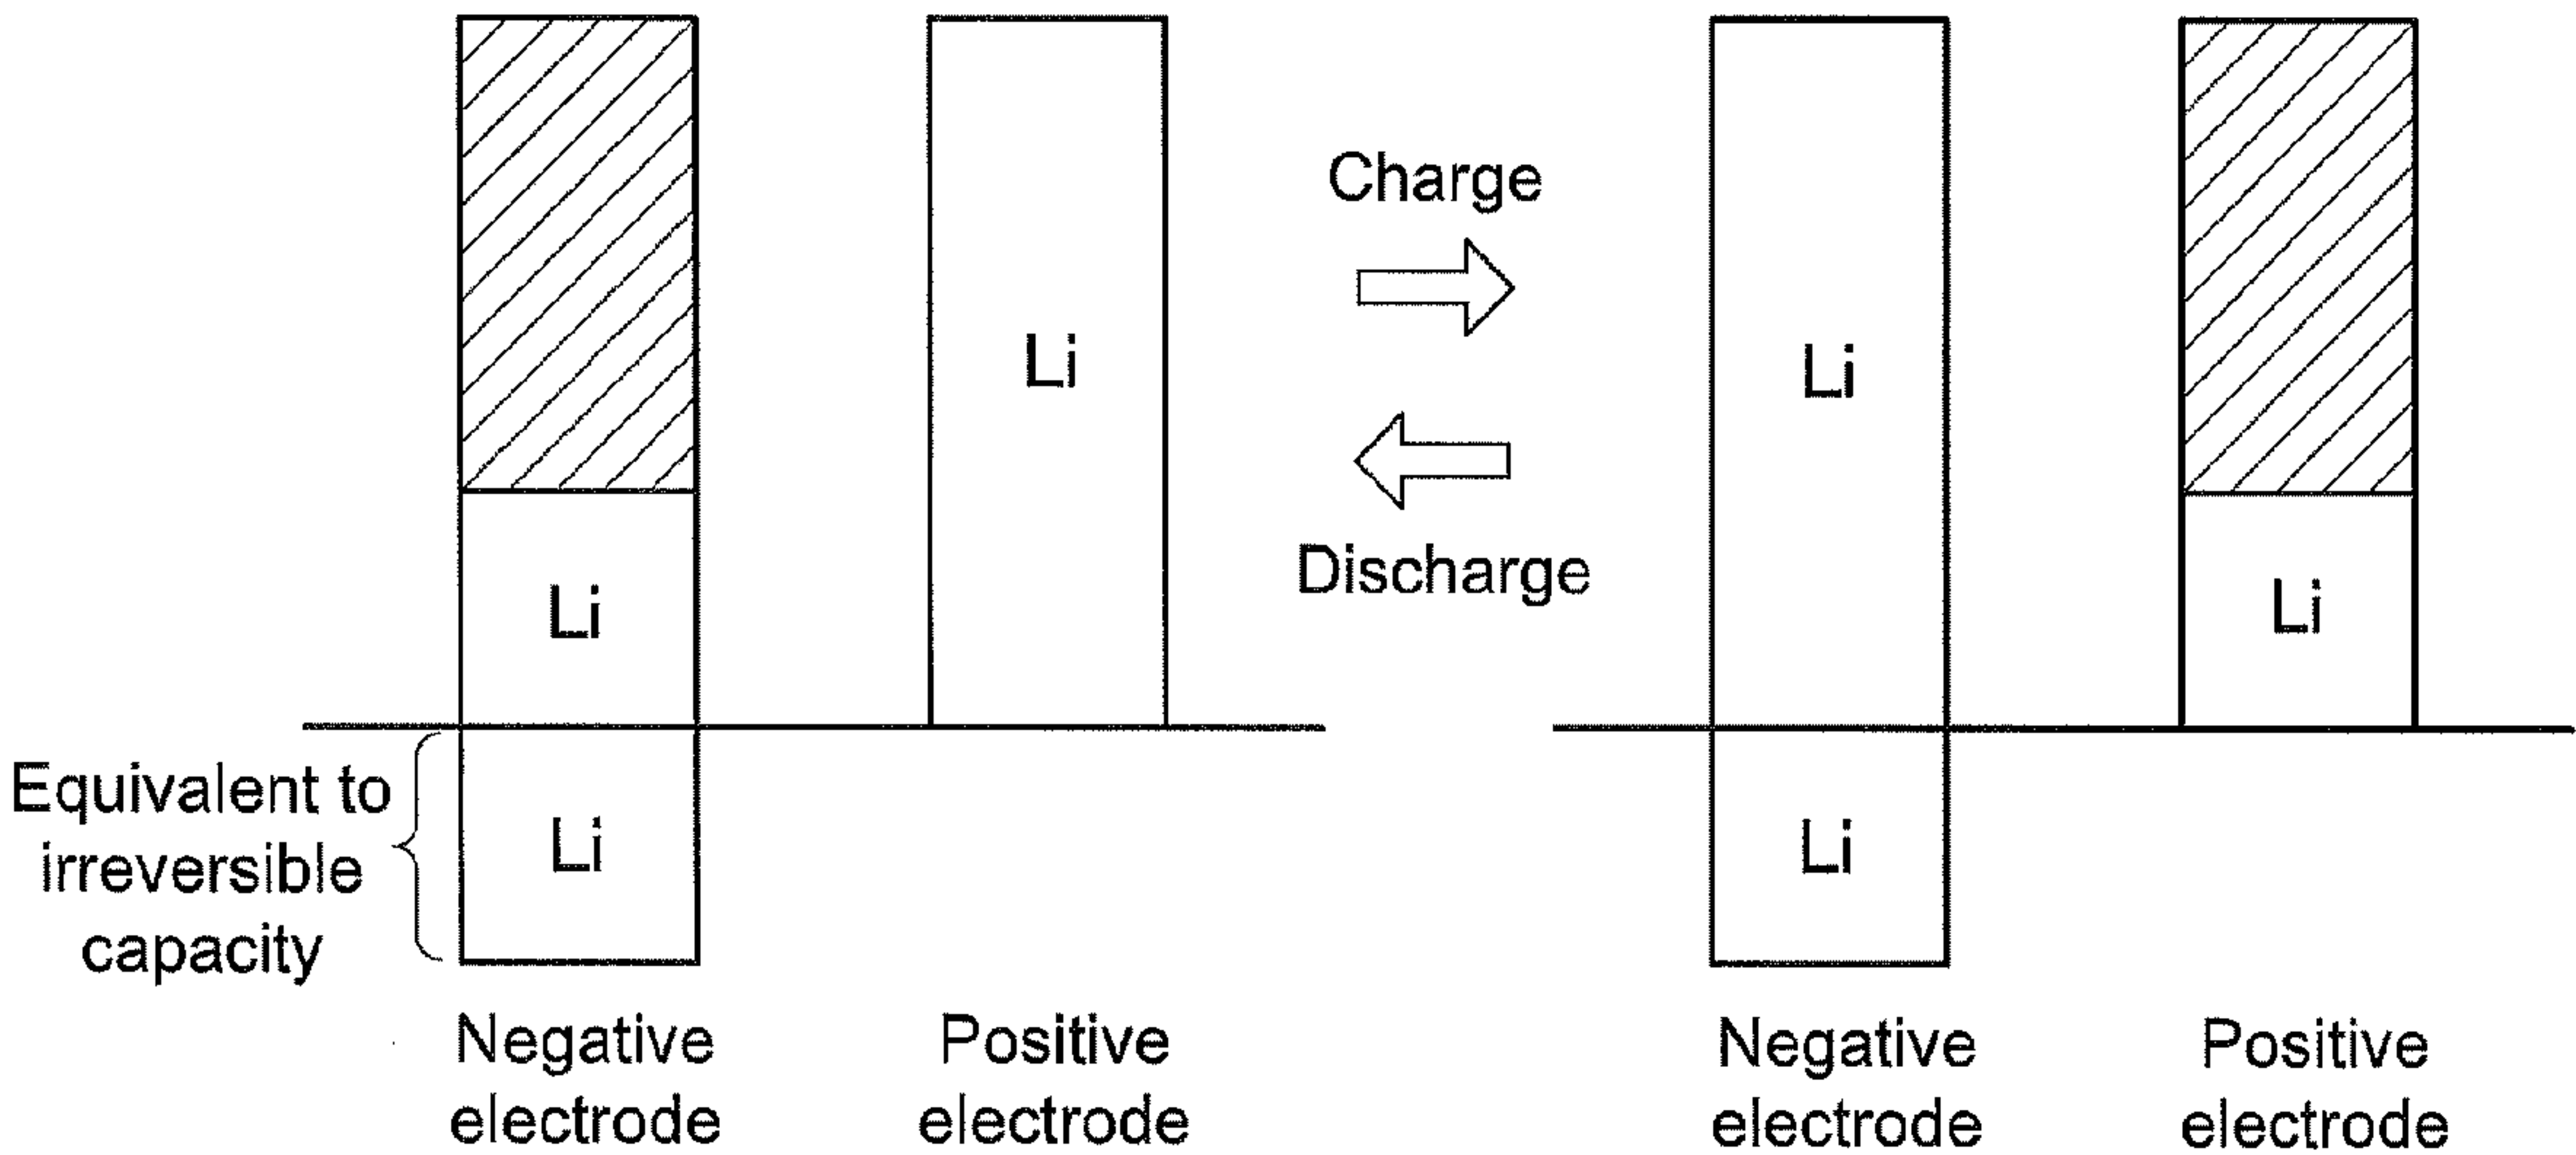 Charge
Li
Li
Discharge
Li
Li
Equivalent to
irreversible
capacity
Li
Li
Negative
electrode
Positive
electrode
Negative
electrode
Positive
electrode